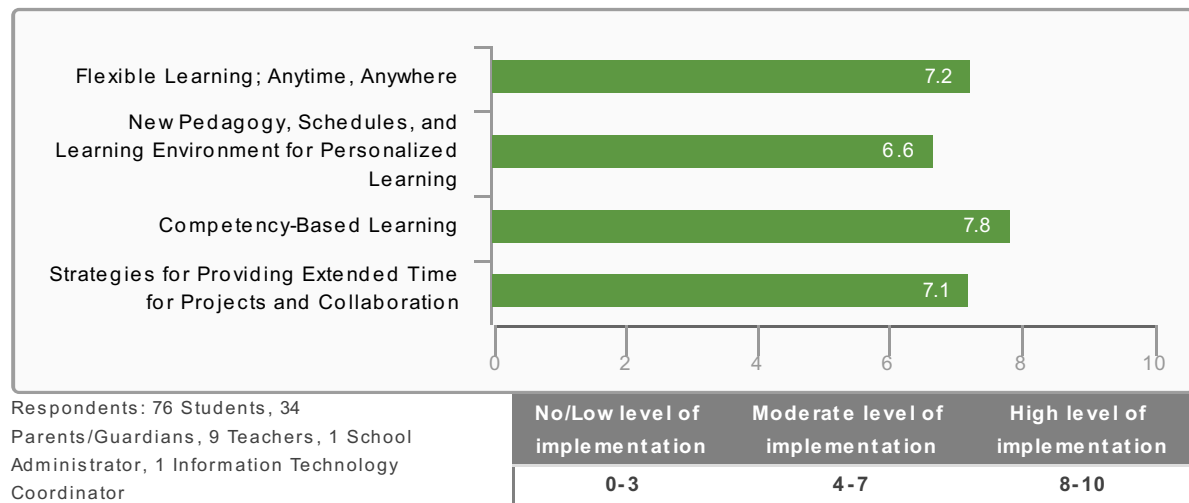 Flexible Learning; Anytime, Anywhere
7.2
New Pedagogy, Schedules, and
Learning Environment for Personalized
Learning
6.6
Competency-Based Learning
7.8
Strategies for Providing Extended Time
for Projects and Collaboration
7.1
0 2 4 6 8 10
Respondents: 76 Students, 34
Parents/Guardians, 9 Teachers, 1 School
Administrator, 1 Information Technology
Coordinator
No/Low level of
implementation
Moderate level of
implementation
High level of
implementation
0-3 4-7 8-10